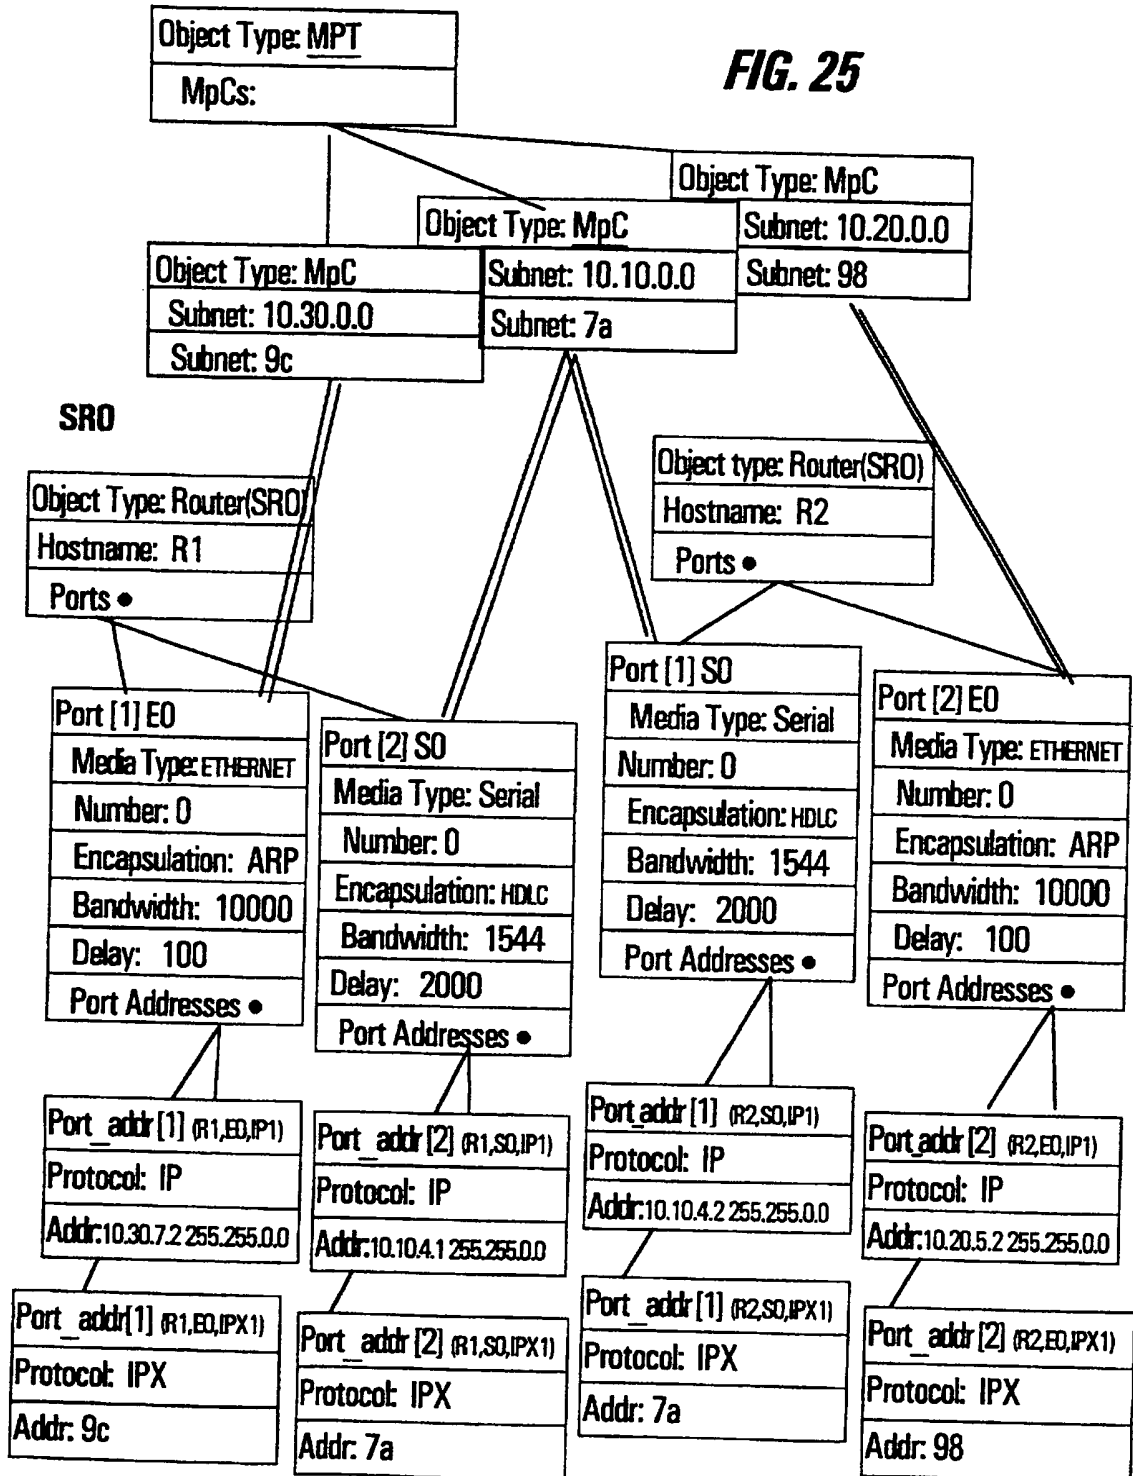 Object Type: MPT
MpCs:
FIG. 25
Object Type: MpC
Subnet: 10.20.0.0
Subnet: 98
Object Type: MpC
Subnet: 10.10.0.0
Subnet: 7a
Object Type: MpC
Subnet: 10.30.0.0
Subnet: 9c
SRO
Object Type: Router(SRO)
Hostname: R1
Ports •
Object type: Router(SRO)
Hostname: R2
Ports •
Port [1] E0
Media Type: ETHERNET
Number: 0
Encapsulation: ARP
Bandwidth: 10000
Delay: 100
Port Addresses •
Port [2] S0
Media Type: Serial
Number: 0
Encapsulation: HDLC
Bandwidth: 1544
Delay: 2000
Port Addresses •
Port [1] S0
Media Type: Serial
Number: 0
Encapsulation: HDLC
Bandwidth: 1544
Delay: 2000
Port Addresses •
Port [2] E0
Media Type: ETHERNET
Number: 0
Encapsulation: ARP
Bandwidth: 10000
Delay: 100
Port Addresses •
Port_addr [1] (R1,E0,IP1)
Protocol: IP
Addr:10.30.7.2 255.255.0.0
Port_addr [2] (R1,S0,IP1)
Protocol: IP
Addr:10.10.4.1 255.255.0.0
Port_addr [1] (R2,S0,IP1)
Protocol: IP
Addr:10.10.4.2 255.255.0.0
Port_addr [2] (R2,E0,IP1)
Protocol: IP
Addr:10.20.5.2 255.255.0.0
Port_addr[1] (R1,E0,IPX1)
Protocol: IPX
Addr: 9c
Port_addr [2] (R1,S0,IPX1)
Protocol: IPX
Addr: 7a
Port_addr [1] (R2,S0,IPX1)
Protocol: IPX
Addr: 7a
Port_addr [2] (R2,E0,IPX1)
Protocol: IPX
Addr: 98